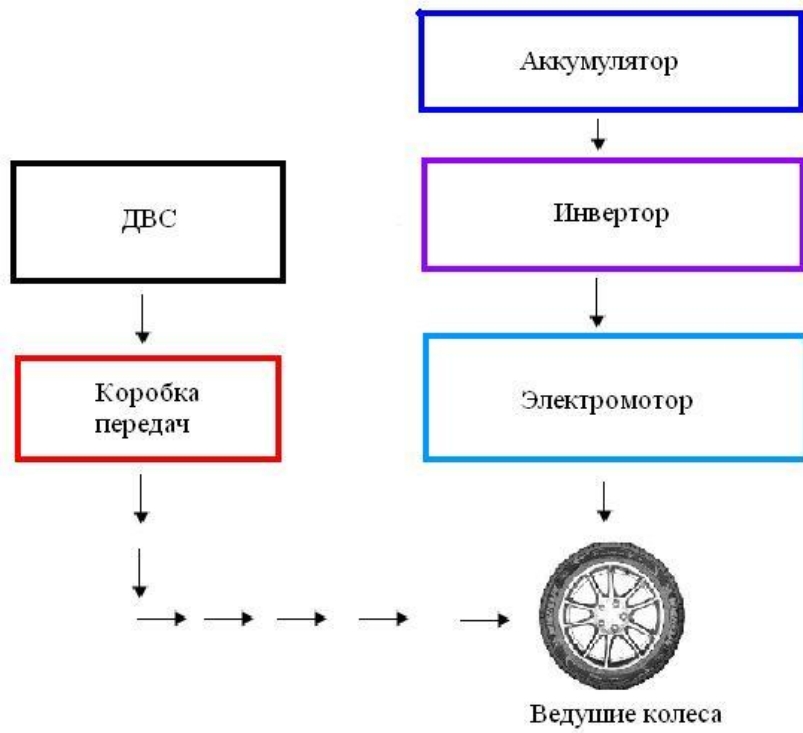 Аккумулятор
ДВС
Инвертор
Коробка
передач
Электромотор
Ведушие колеса